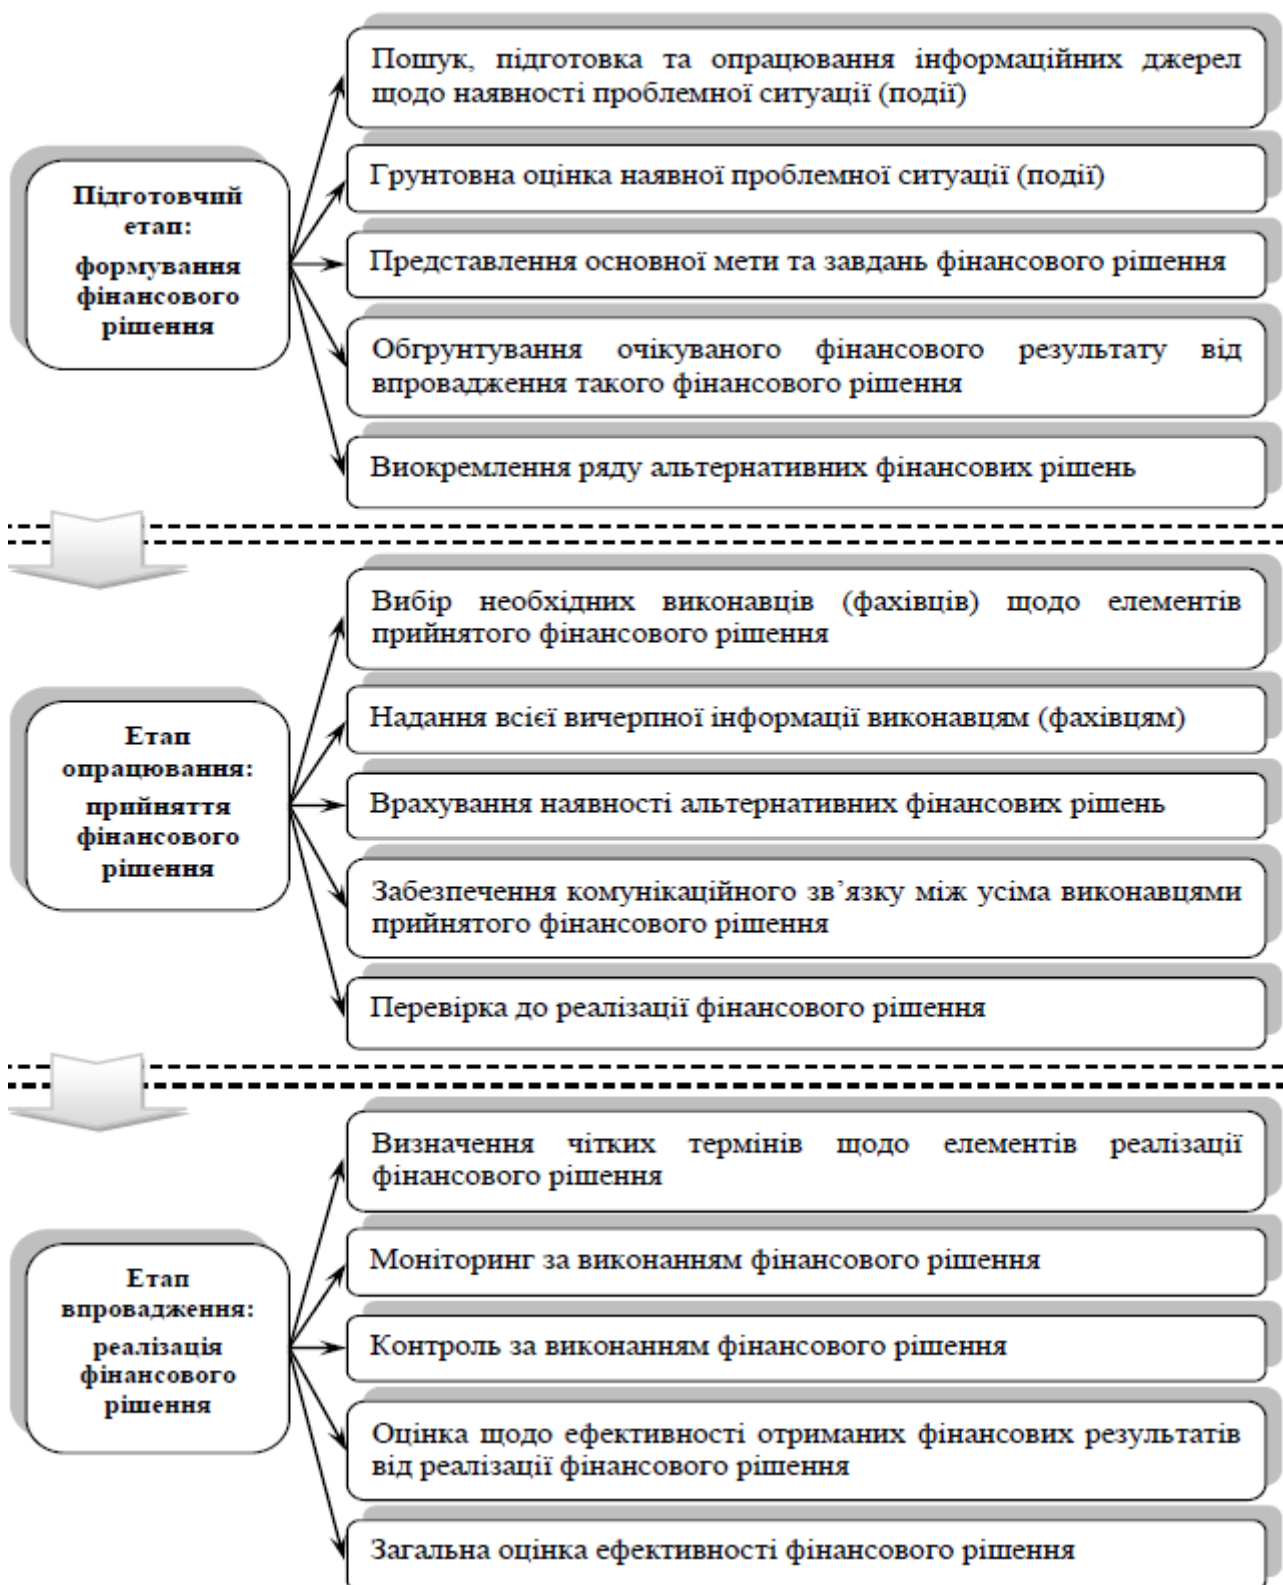 Підготовчий
етап:
формування
фінансового
рішення
Пошук, підготовка та опрацювання інформаційних джерел
щодо наявності проблемної ситуації (події)
Грунтовна оцінка наявної проблемної ситуації (події)
Представлення основної мети та завдань фінансового рішення
Обґрунтування очікуваного фінансового результату від
впровадження такого фінансового рішення
Виокремлення ряду альтернативних фінансових рішень
Етап
опрацювання:
прийняття
фінансового
рішення
Вибір необхідних виконавців (фахівців) щодо елементів
прийнятого фінансового рішення
Надання всієї вичерпної інформації виконавцям (фахівцям)
Врахування наявності альтернативних фінансових рішень
Забезпечення комунікаційного зв’язку між усіма виконавцями
прийнятого фінансового рішення
Перевірка до реалізації фінансового рішення
Етап
впровадження:
реалізація
фінансового
рішення
Визначення чітких термінів щодо елементів реалізації
фінансового рішення
Моніторинг за виконанням фінансового рішення
Контроль за виконанням фінансового рішення
Оцінка щодо ефективності отриманих фінансових результатів
від реалізації фінансового рішення
Загальна оцінка ефективності фінансового рішення